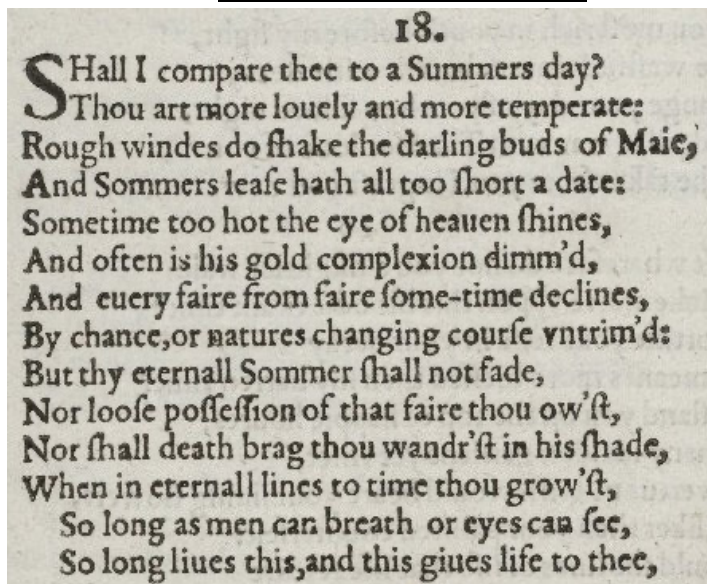 18.
SHall I compare thee to a Summers day?
Thou art more louely and more temperate:
Rough windes do ſhake the darling buds of Maie,
And Sommers leaſe hath all too ſhort a date:
Sometime too hot the eye of heauen ſhines,
And often is his gold complexion dimm'd,
And euery faire from faire ſome-time declines,
By chance,or natures changing courſe vntrim'd:
But thy eternall Sommer ſhall not fade,
Nor looſe poſſeſſion of that faire thou ow'ſt,
Nor ſhall death brag thou wandr'ſt in his ſhade,
When in eternall lines to time thou grow'ſt,
So long as men can breath or eyes can ſee,
So long liues this,and this giues life to thee,